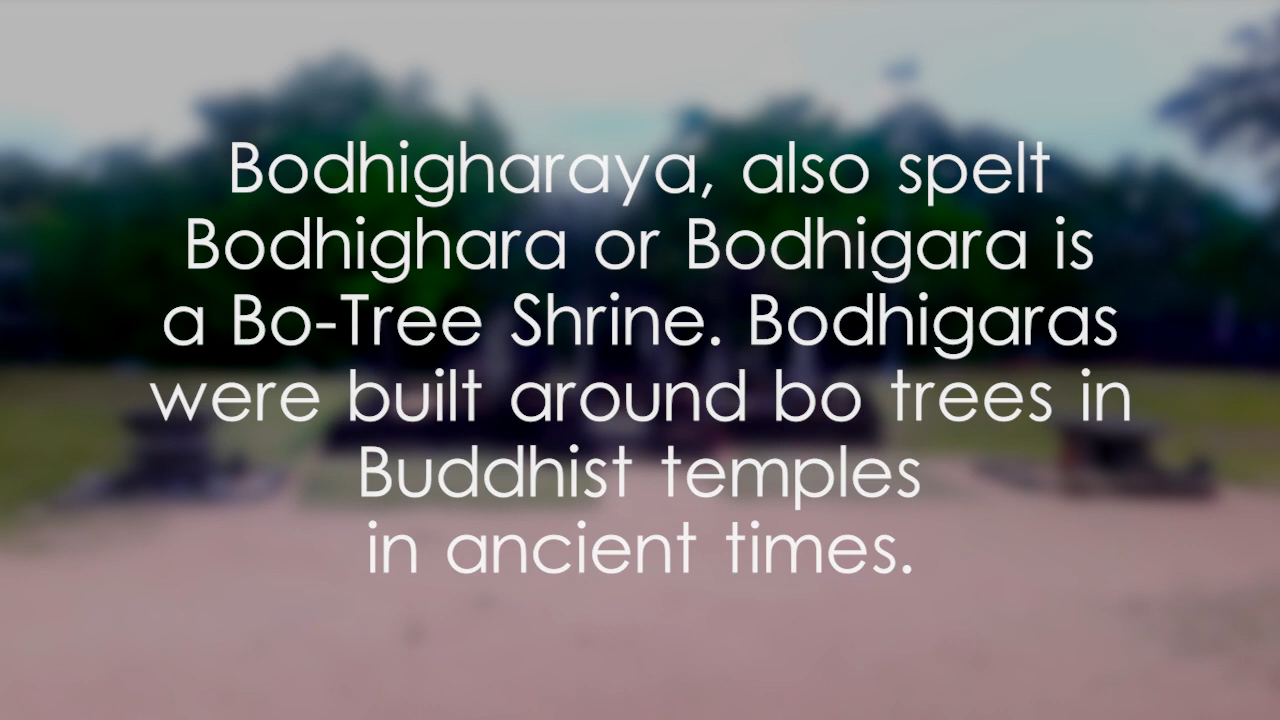 Bodhigharaya, also spelt
Bodhighara or Bodhigara is
a Bo-Tree Shrine. Bodhigaras
were built around bo trees in
Buddhist temples
in ancient times.